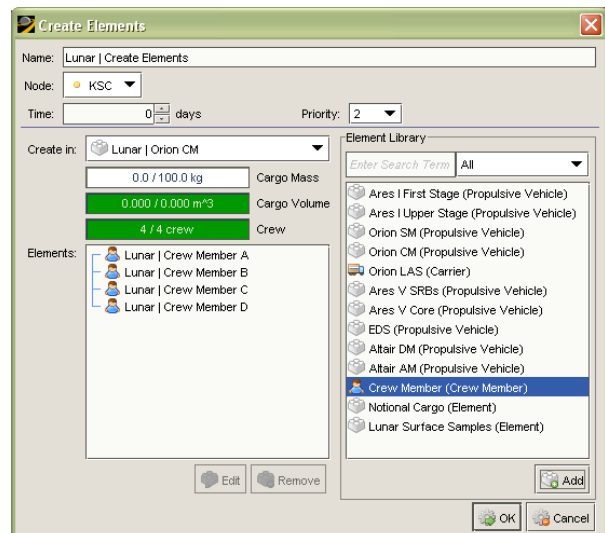 Create Elements
Name: Lunar | Create Elements
Node: KSC
Time: 0 days Priority: 2
Create in: Lunar | Orion CM
0.0 / 100.0 kg Cargo Mass
0.000 / 0.000 m^3 Cargo Volume
4 / 4 crew Crew
Elements:
Lunar | Crew Member A
Lunar | Crew Member B
Lunar | Crew Member C
Lunar | Crew Member D
Edit Remove
Element Library
Enter Search Term All
Ares I First Stage (Propulsive Vehicle)
Ares I Upper Stage (Propulsive Vehicle)
Orion SM (Propulsive Vehicle)
Orion CM (Propulsive Vehicle)
Orion LAS (Carrier)
Ares V SRBs (Propulsive Vehicle)
Ares V Core (Propulsive Vehicle)
EDS (Propulsive Vehicle)
Altair DM (Propulsive Vehicle)
Altair AM (Propulsive Vehicle)
Crew Member (Crew Member)
Notional Cargo (Element)
Lunar Surface Samples (Element)
Add
OK Cancel